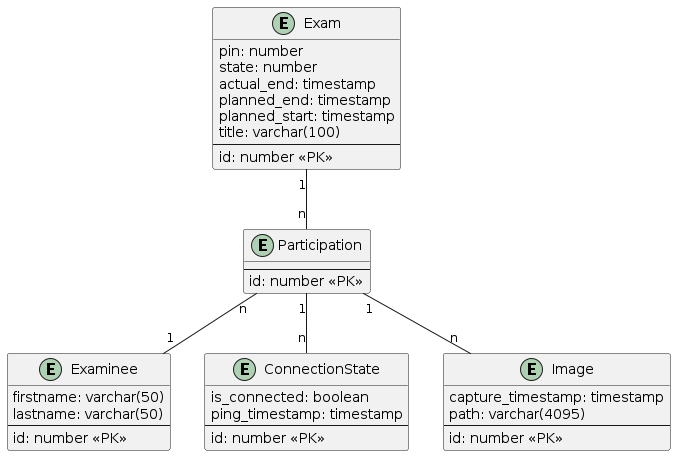 E Exam
pin: number
state: number
actual_end: timestamp
planned_end: timestamp
planned_start: timestamp
title: varchar(100)
id: number «PK»
1
n
E Participation
id: number «PK»
n 1 1
1 n n
E Examinee
firstname: varchar(50)
lastname: varchar(50)
id: number «PK»
E ConnectionState
is_connected: boolean
ping_timestamp: timestamp
id: number «PK»
E Image
capture_timestamp: timestamp
path: varchar(4095)
id: number «PK»